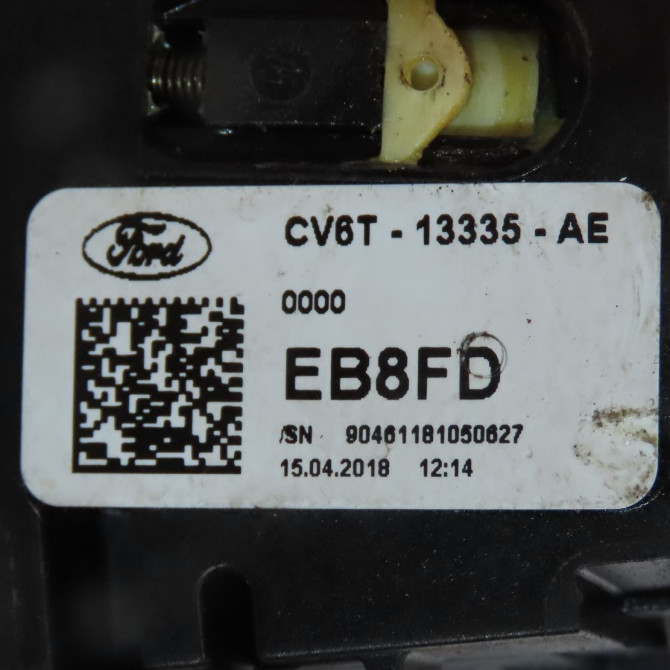 Ford
CV6T - 13335 - AE
0000
EB8FD
/SN 90461181050627
15.04.2018 12:14